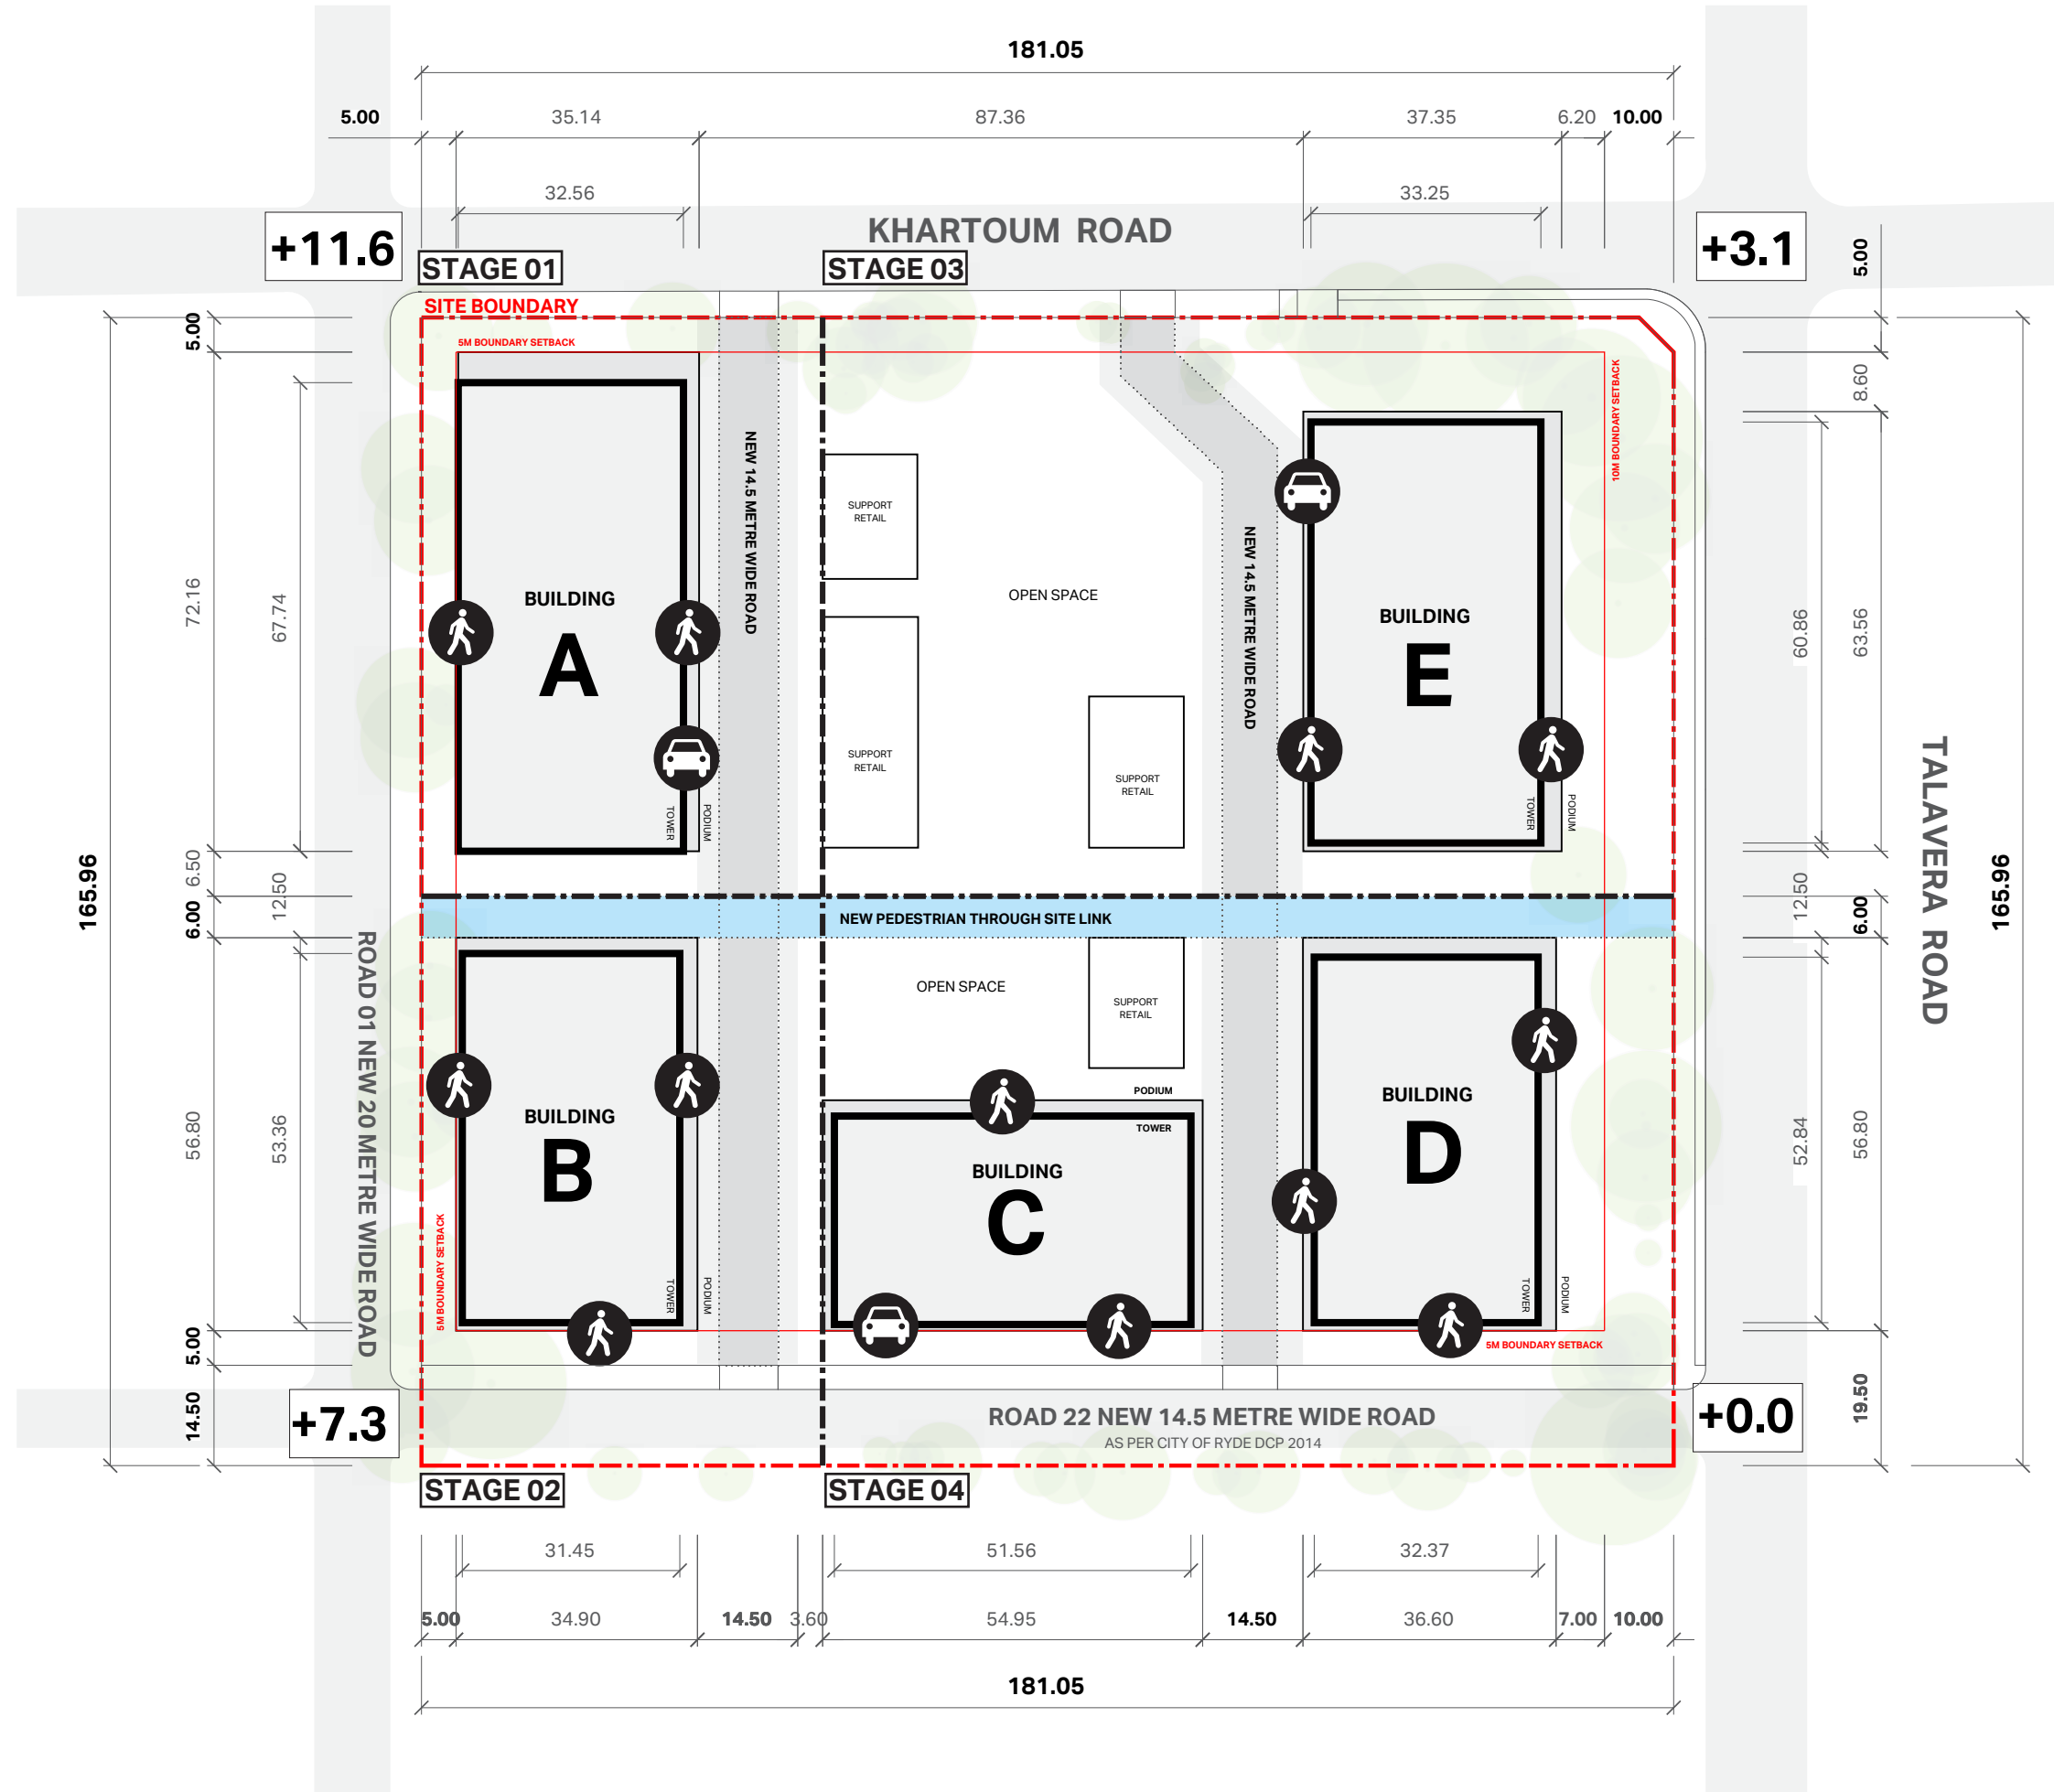 181.05
5.00 35.14 87.36 37.35 6.20 10.00
32.56 33.25
KHARTOUM ROAD
+11.6
+3.1
STAGE 01
STAGE 03
SITE BOUNDARY
5M BOUNDARY SETBACK
10M BOUNDARY SETBACK
5.00
72.16
67.74
6.50
6.00
12.50
165.96
56.80
53.36
5.00
14.50
5.00
8.60
60.86
63.56
12.50
6.00
52.84
56.80
19.50
165.96
TALAVERA ROAD
ROAD 01 NEW 20 METRE WIDE ROAD
NEW 14.5 METRE WIDE ROAD
NEW 14.5 METRE WIDE ROAD
BUILDING
A
TOWER
PODIUM
SUPPORT
RETAIL
OPEN SPACE
SUPPORT
RETAIL
SUPPORT
RETAIL
BUILDING
E
TOWER
PODIUM
NEW PEDESTRIAN THROUGH SITE LINK
OPEN SPACE
SUPPORT
RETAIL
BUILDING
B
TOWER
PODIUM
5M BOUNDARY SETBACK
PODIUM
TOWER
BUILDING
C
BUILDING
D
TOWER
PODIUM
5M BOUNDARY SETBACK
+7.3
+0.0
ROAD 22 NEW 14.5 METRE WIDE ROAD
AS PER CITY OF RYDE DCP 2014
STAGE 02
STAGE 04
31.45 51.56 32.37
5.00 34.90 14.50 3.60 54.95 14.50 36.60 7.00 10.00
181.05